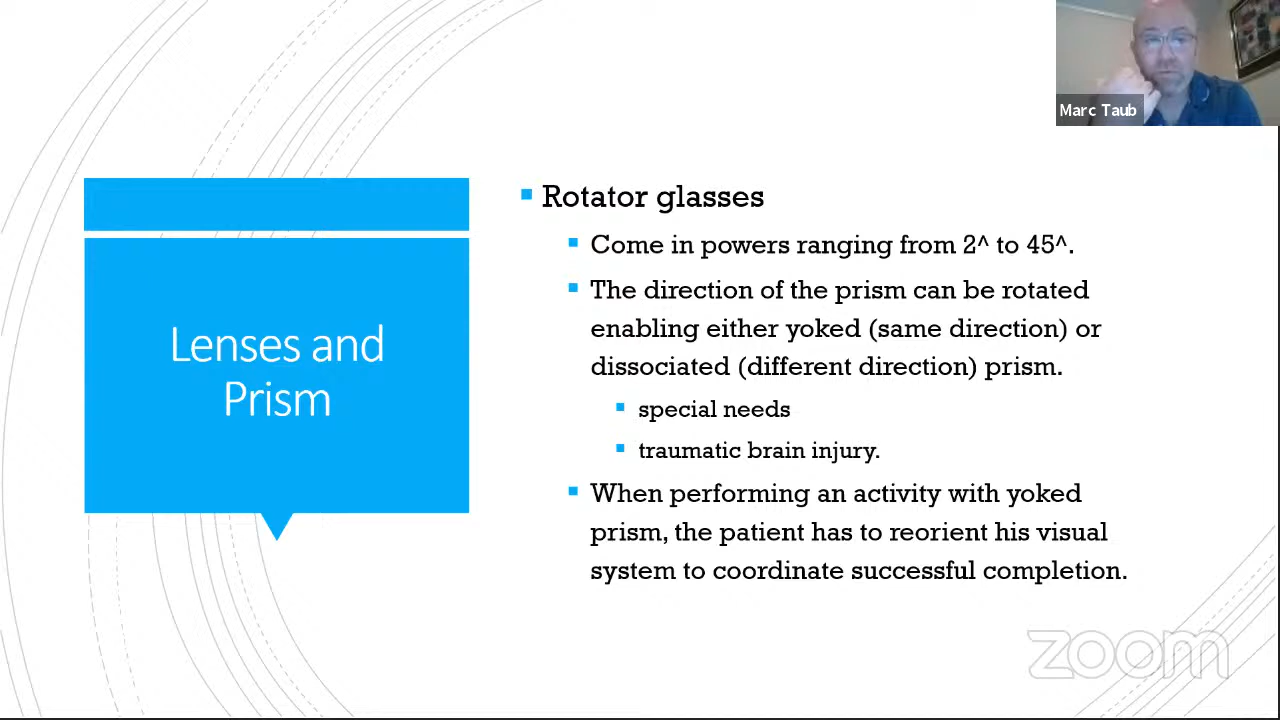 Marc Taub
Lenses and
Prism
Rotator glasses
Come in powers ranging from 2^ to 45^.
The direction of the prism can be rotated
enabling either yoked (same direction) or
dissociated (different direction) prism.
special needs
traumatic brain injury.
When performing an activity with yoked
prism, the patient has to reorient his visual
system to coordinate successful completion.
zoom